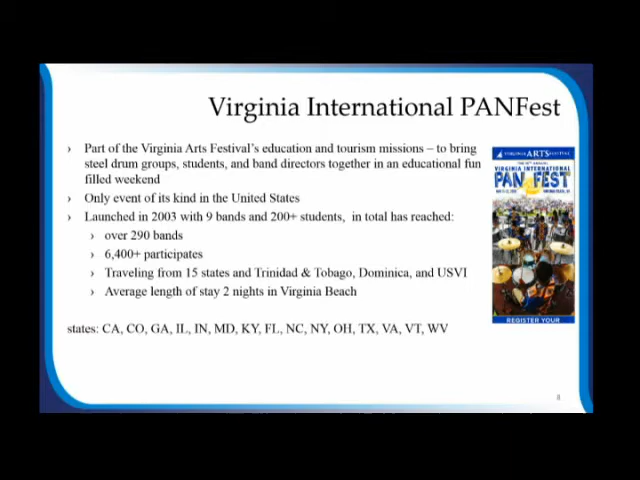 Virginia International PANFest
› Part of the Virginia Arts Festival's education and tourism missions – to bring
steel drum groups, students, and band directors together in an educational fun
filled weekend
› Only event of its kind in the United States
› Launched in 2003 with 9 bands and 200+ students, in total has reached:
› over 290 bands
› 6,400+ participates
› Traveling from 15 states and Trinidad & Tobago, Dominica, and USVI
› Average length of stay 2 nights in Virginia Beach
states: CA, CO, GA, IL, IN, MD, KY, FL, NC, NY, OH, TX, VA, VT, WV
VIRGINIA ARTS FESTIVAL
VIRGINIA INTERNATIONAL
PAN FEST
REGISTER YOUR
8